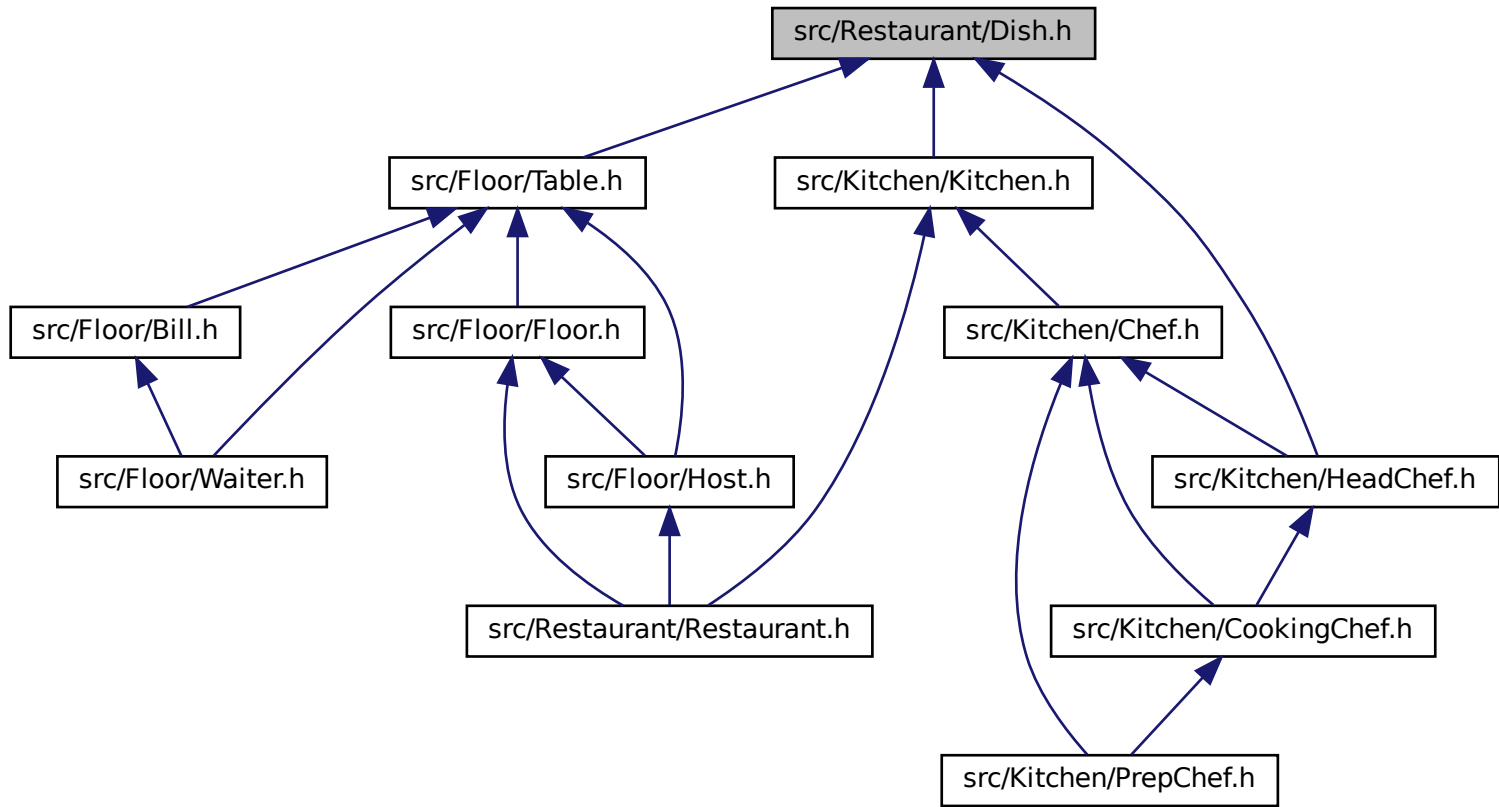 src/Restaurant/Dish.h
src/Floor/Table.h
src/Kitchen/Kitchen.h
src/Floor/Bill.h
src/Floor/Floor.h
src/Kitchen/Chef.h
src/Floor/Waiter.h
src/Floor/Host.h
src/Kitchen/HeadChef.h
src/Restaurant/Restaurant.h
src/Kitchen/CookingChef.h
src/Kitchen/PrepChef.h